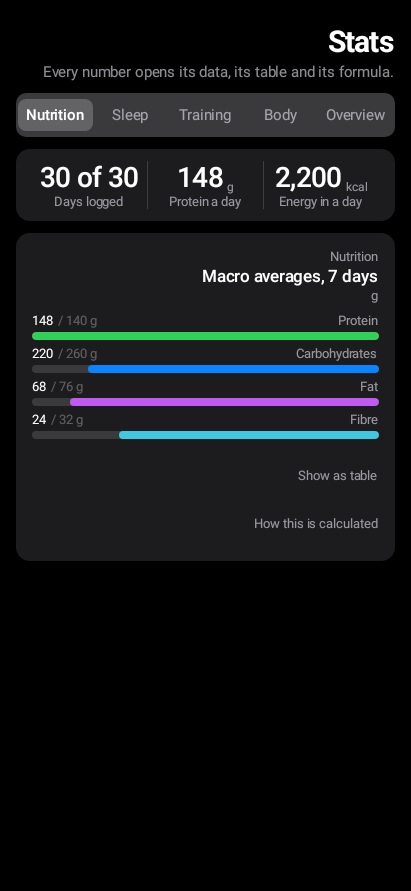 Stats
Every number opens its data, its table and its formula.
Nutrition Sleep Training Body Overview
30 of 30 148 g 2,200 kcal
Days logged Protein a day Energy in a day
Nutrition
Macro averages, 7 days
g
148 / 140 g Protein
220 / 260 g Carbohydrates
68 / 76 g Fat
24 / 32 g Fibre
Show as table
How this is calculated